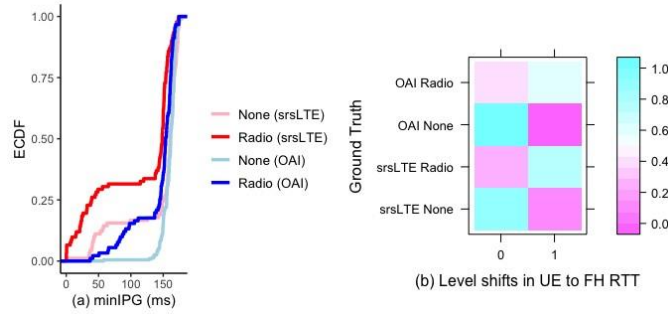 1.00
0.75
0.50
0.25
0.00
ECDF
0 50 100 150
(a) minIPG (ms)
None (srsLTE)
Radio (srsLTE)
None (OAI)
Radio (OAI)
Ground Truth
OAI Radio
OAI None
srsLTE Radio
srsLTE None
0 1
(b) Level shifts in UE to FH RTT
1.0
0.8
0.6
0.4
0.2
0.0